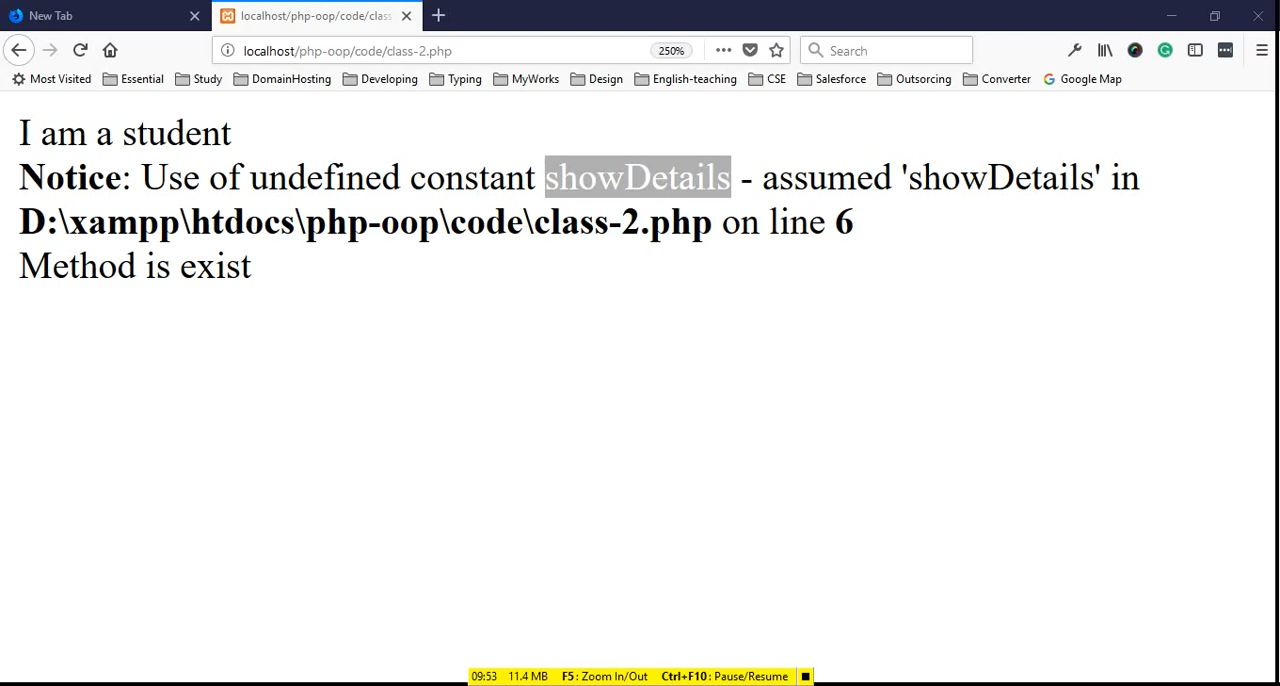 New Tab
localhost/php-oop/code/clas
localhost/php-oop/code/class-2.php
250%
Search
Most Visited Essential Study DomainHosting Developing Typing MyWorks Design English-teaching CSE Salesforce Outsorcing Converter Google Map
I am a student
Notice: Use of undefined constant showDetails - assumed 'showDetails' in
D:\xampp\htdocs\php-oop\code\class-2.php on line 6
Method is exist
09:53 11.4 MB F5: Zoom In/Out Ctrl+F10: Pause/Resume